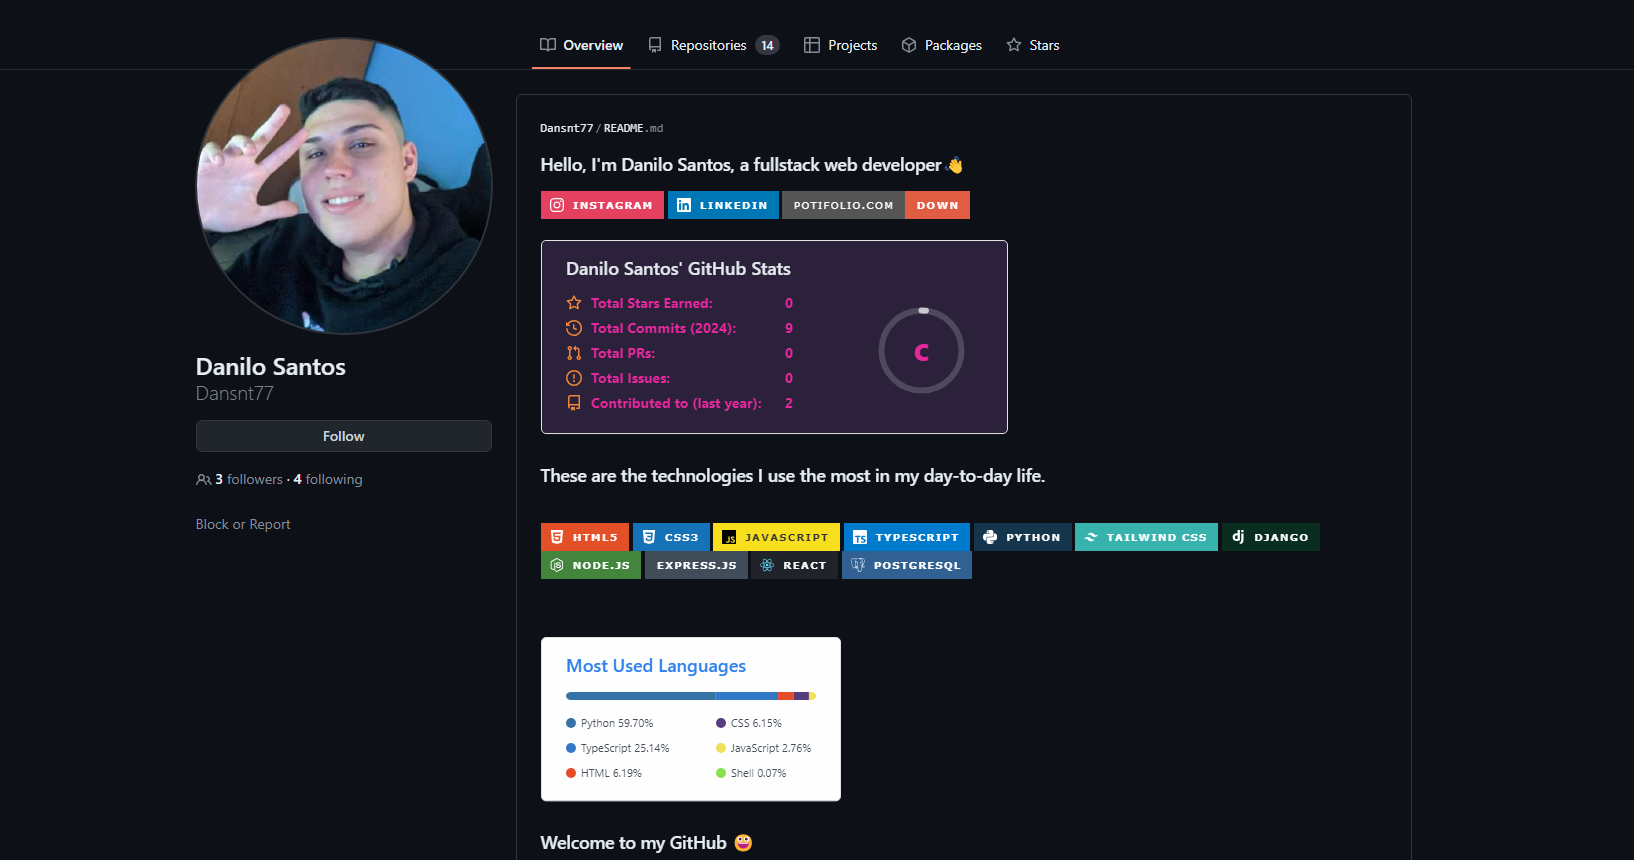 Overview Repositories 14 Projects Packages Stars
Danilo Santos
Dansnt77
Follow
3 followers · 4 following
Block or Report
Dansnt77/README.md
Hello, I'm Danilo Santos, a fullstack web developer 👋
INSTAGRAM LINKEDIN POTIFOLIO.COM DOWN
Danilo Santos' GitHub Stats
Total Stars Earned: 0
Total Commits (2024): 9
Total PRs: 0
Total Issues: 0
Contributed to (last year): 2
C
These are the technologies I use the most in my day-to-day life.
HTML5 CSS3 JS JAVASCRIPT TS TYPESCRIPT PYTHON TAILWIND CSS dj DJANGO
NODE.JS EXPRESS.JS REACT POSTGRESQL
Most Used Languages
Python 59.70% CSS 6.15%
TypeScript 25.14% JavaScript 2.76%
HTML 6.19% Shell 0.07%
Welcome to my GitHub 😀